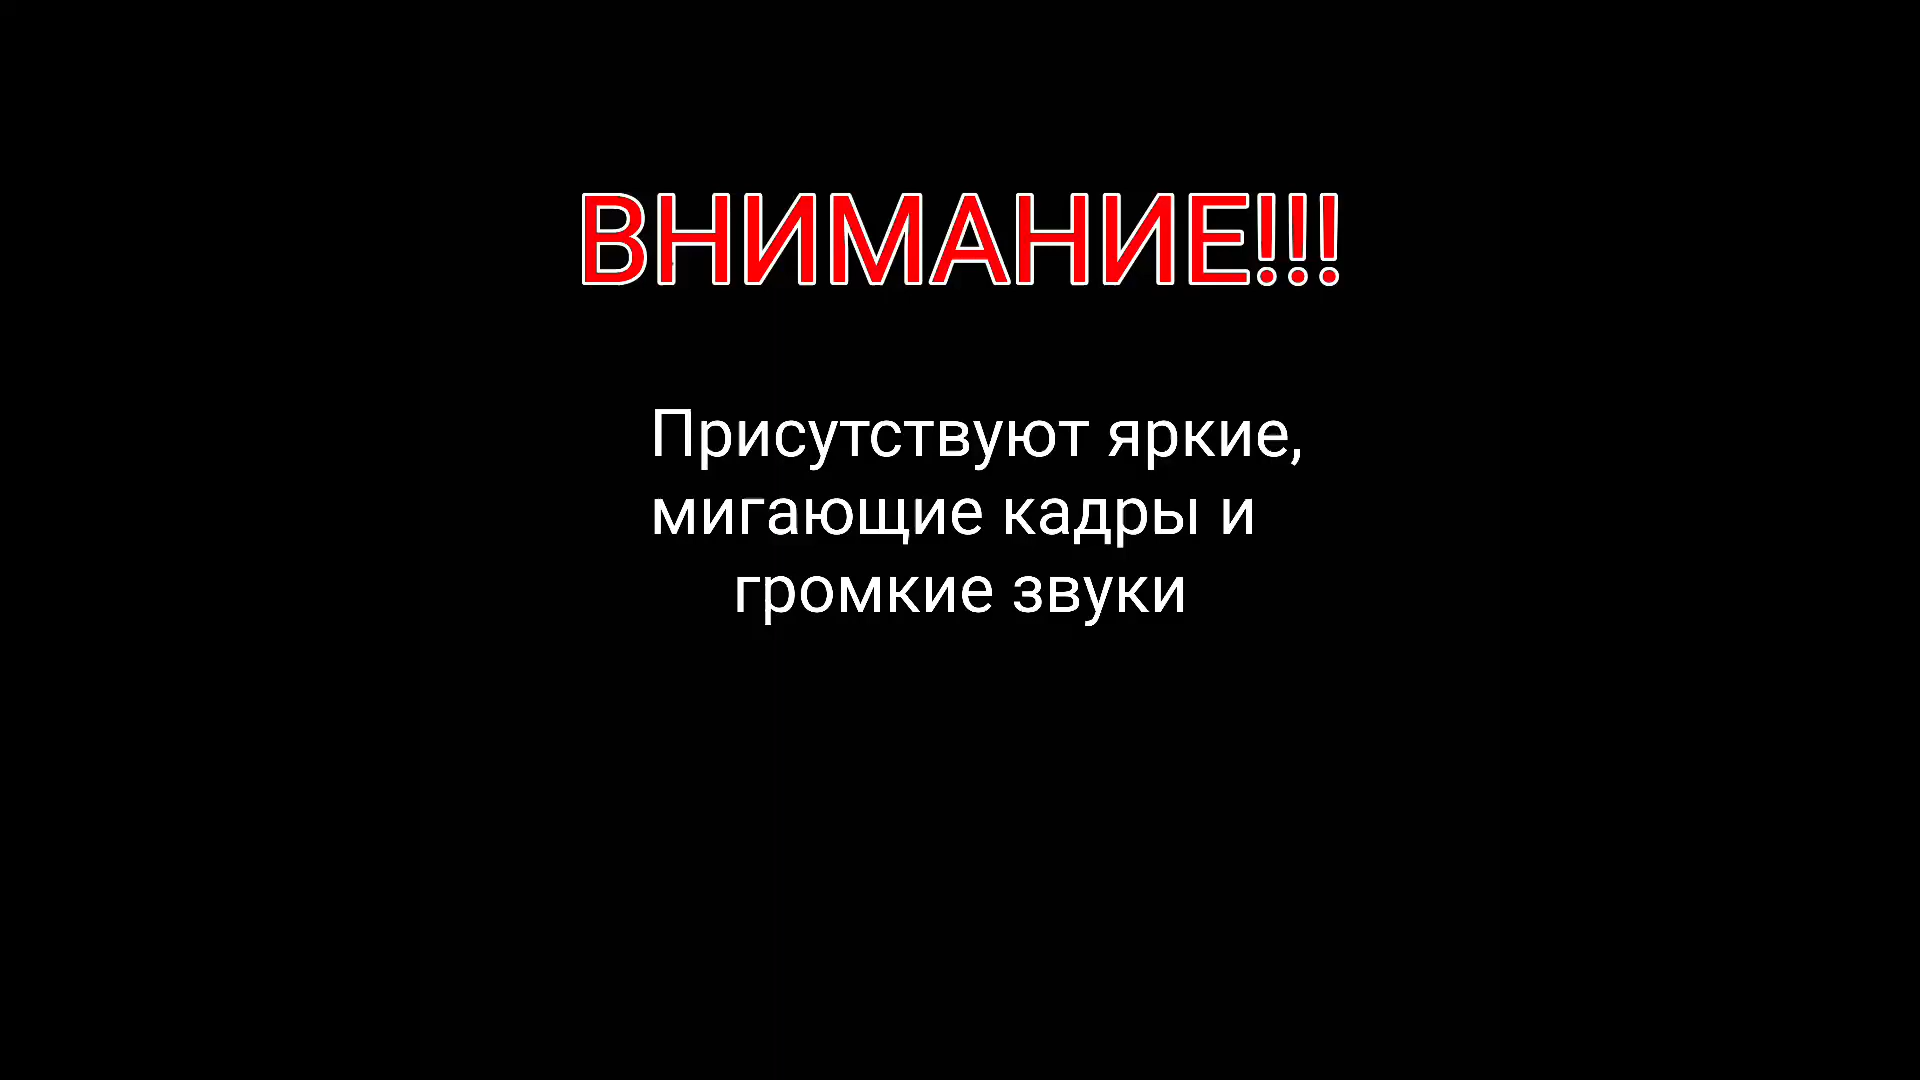 ВНИМАНИЕ!!!
Присутствуют яркие,
мигающие кадры и
громкие звуки